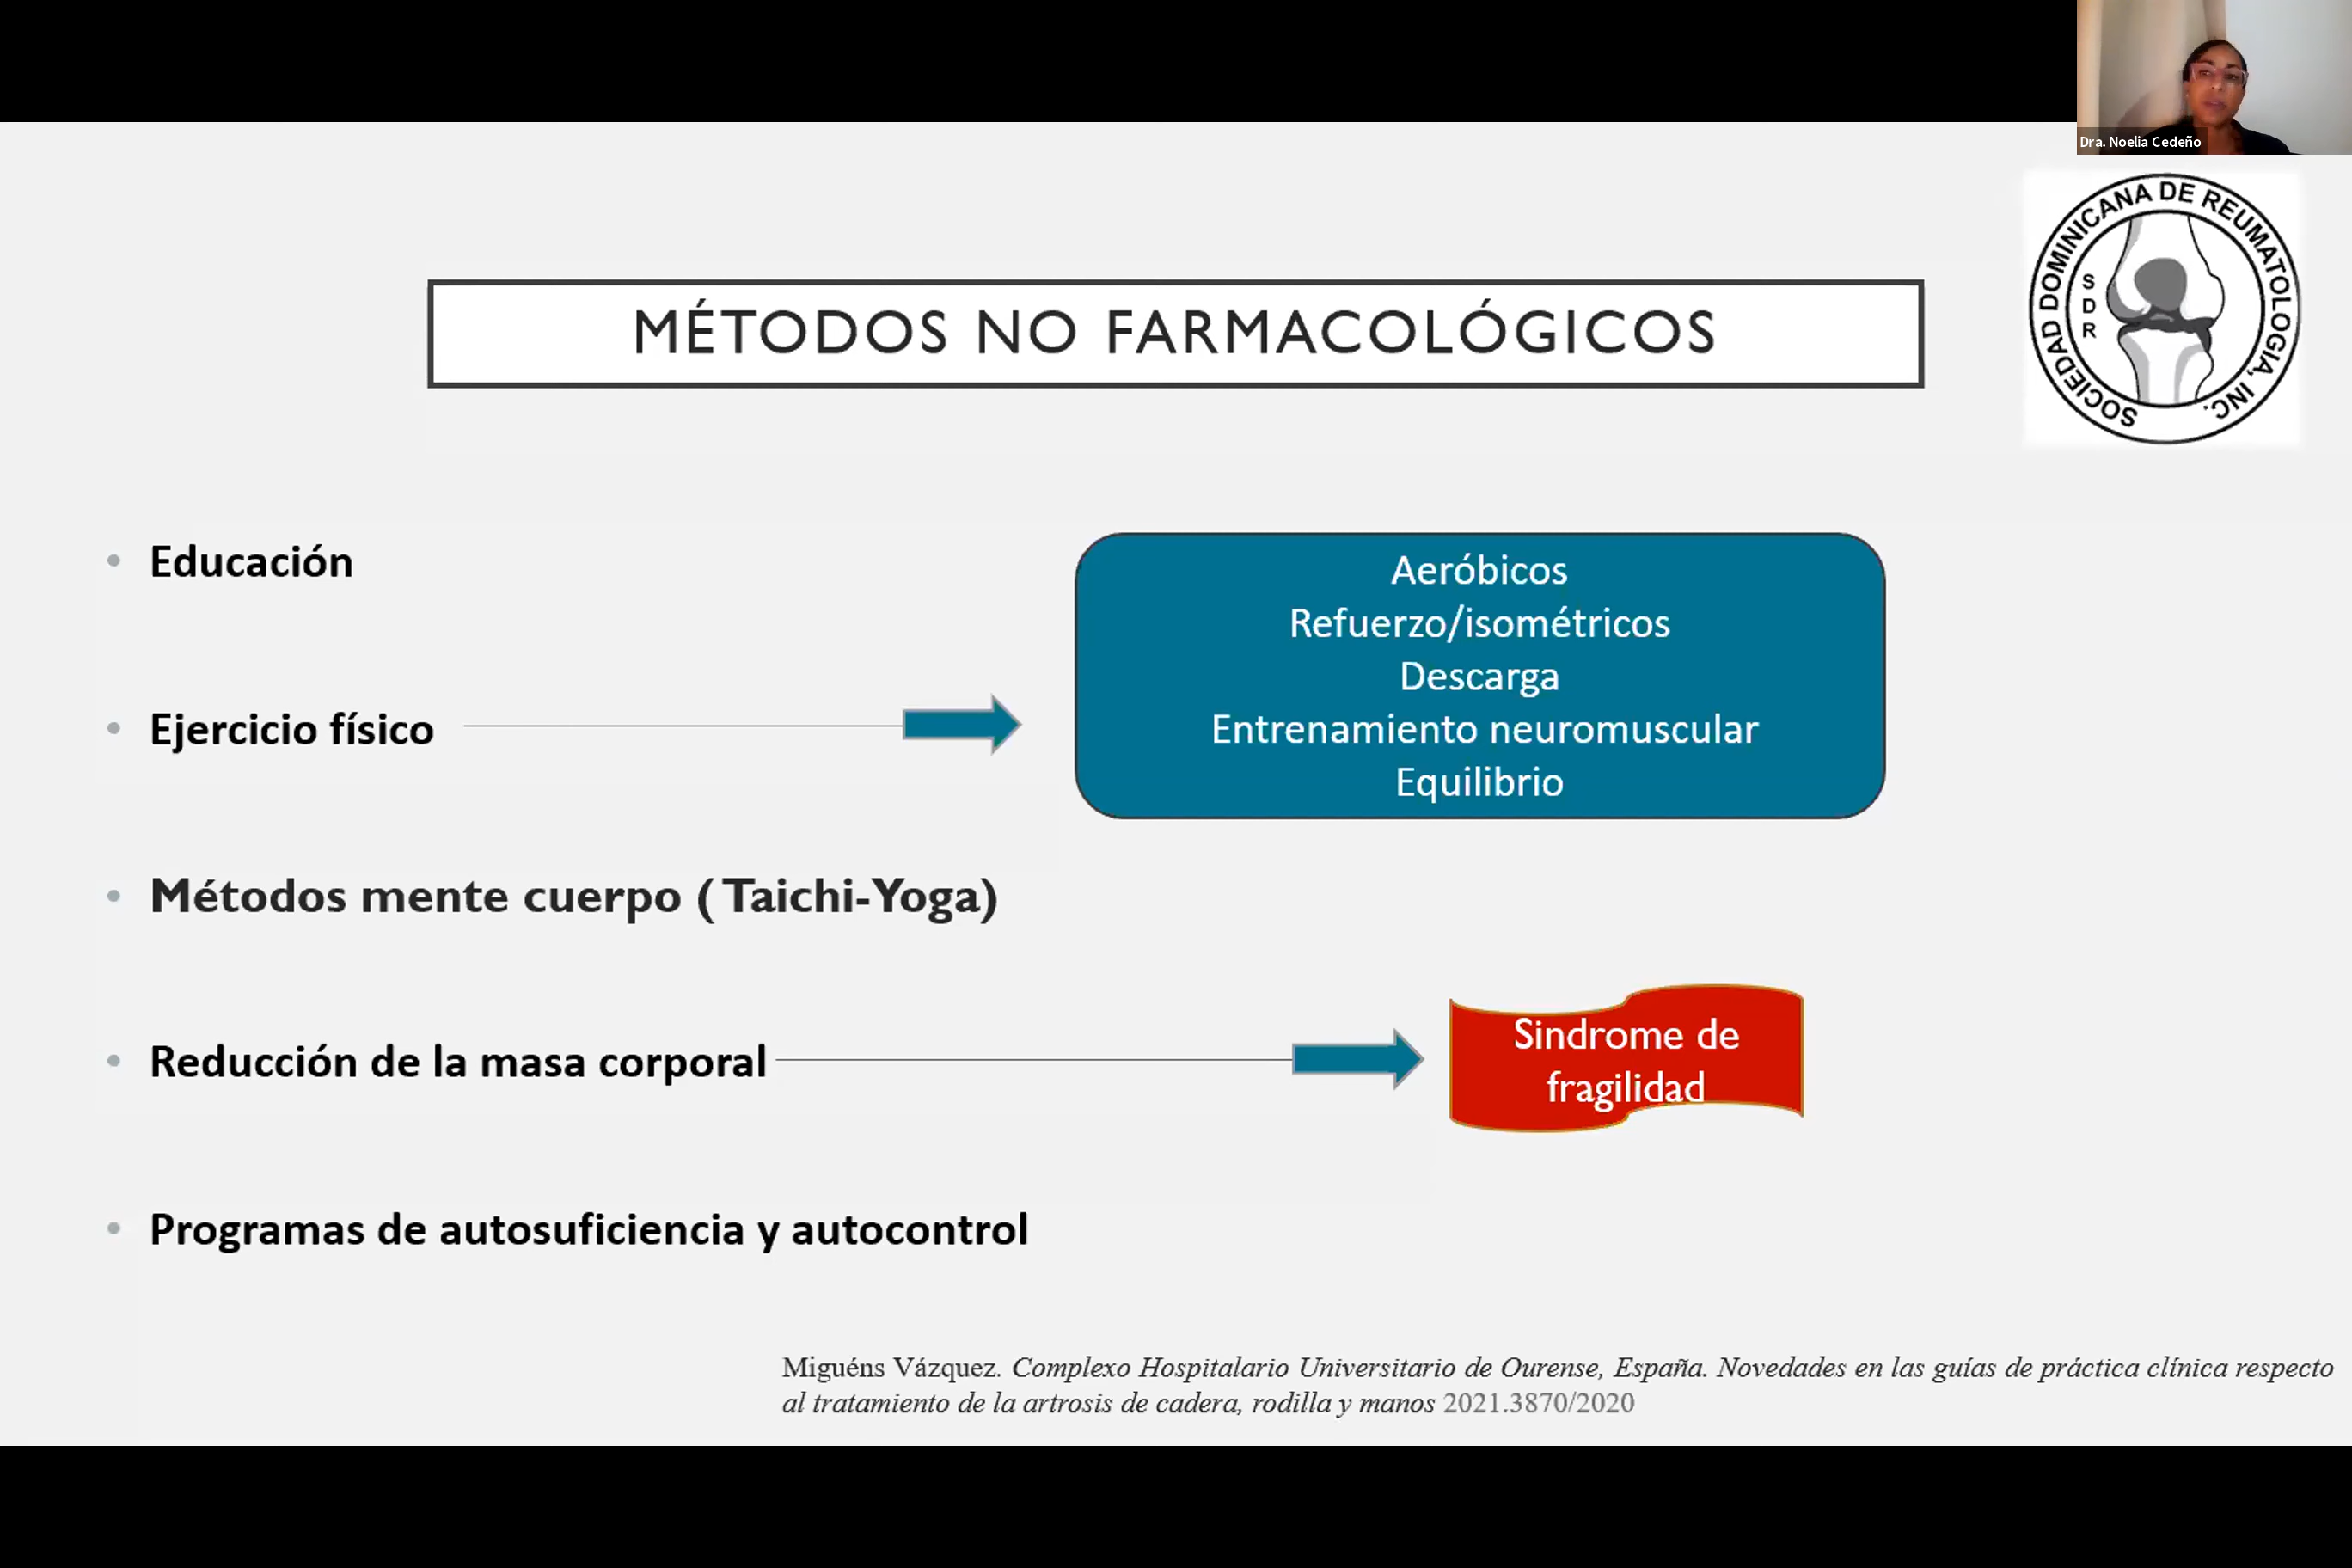 Dra. Noelia Cedeño
SOCIEDAD DOMINICANA DE REUMATOLOGIA, INC.
S
D
R
MÉTODOS NO FARMACOLÓGICOS
• Educación
Aeróbicos
Refuerzo/isométricos
Descarga
Entrenamiento neuromuscular
Equilibrio
• Ejercicio físico
• Métodos mente cuerpo ( Taichi-Yoga)
• Reducción de la masa corporal
Sindrome de
fragilidad
• Programas de autosuficiencia y autocontrol
Miguéns Vázquez. Complexo Hospitalario Universitario de Ourense, España. Novedades en las guías de práctica clínica respecto
al tratamiento de la artrosis de cadera, rodilla y manos 2021.3870/2020